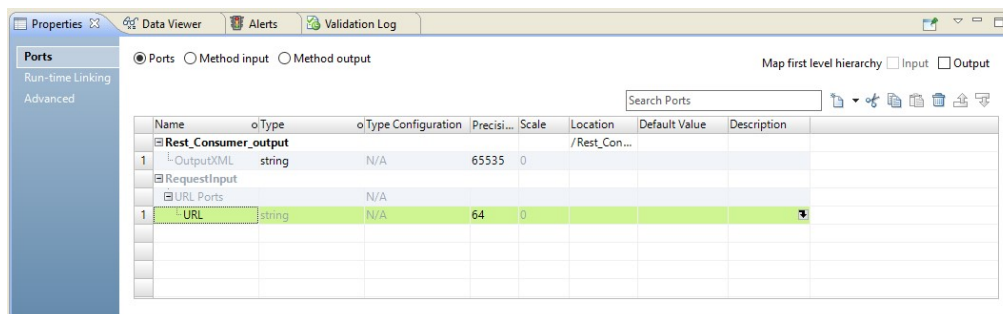 Properties Data Viewer Alerts Validation Log
Ports
Run-time Linking
Advanced
Ports Method input Method output
Map first level hierarchy Input Output
Search Ports
Name Type Type Configuration Precisi... Scale Location Default Value Description
Rest_Consumer_output /Rest_Con...
1 OutputXML string N/A 65535 0
RequestInput
URL Ports N/A
1 URL string N/A 64 0